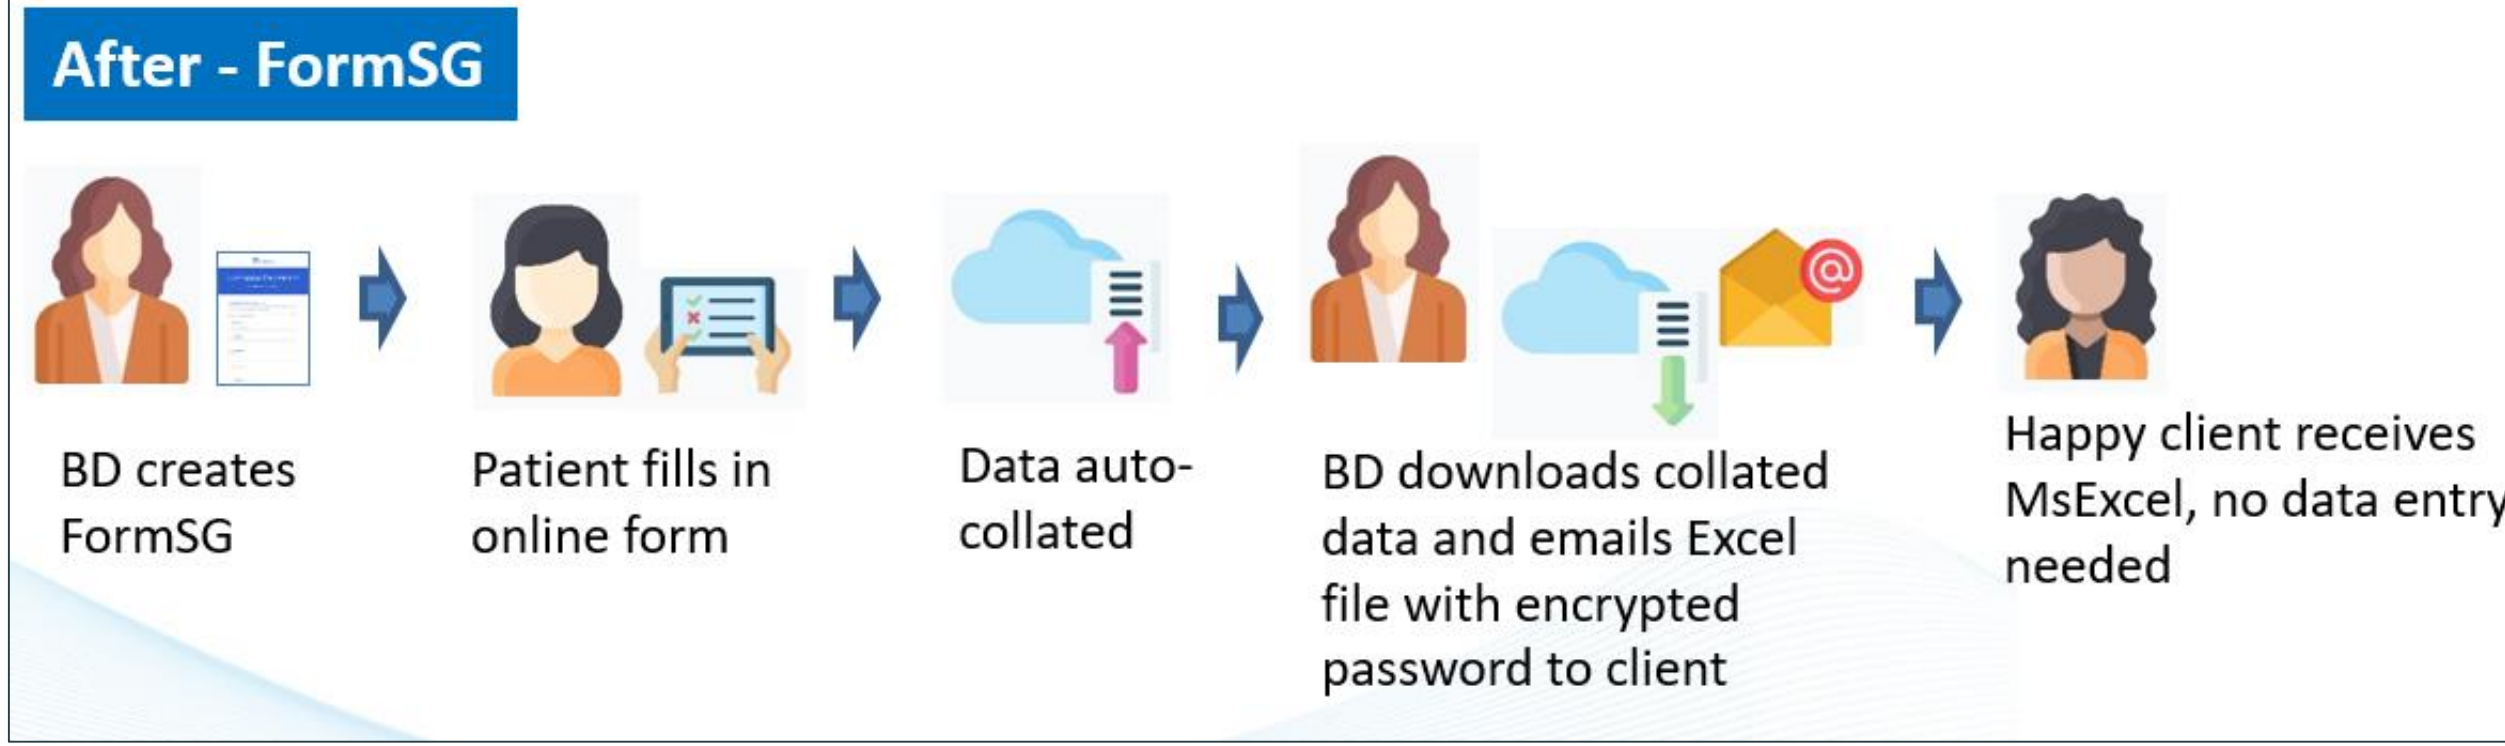 After - FormSG
BD creates
FormSG
Patient fills in
online form
Data auto-
collated
@
BD downloads collated
data and emails Excel
file with encrypted
password to client
Happy client receives
MsExcel, no data entry
needed